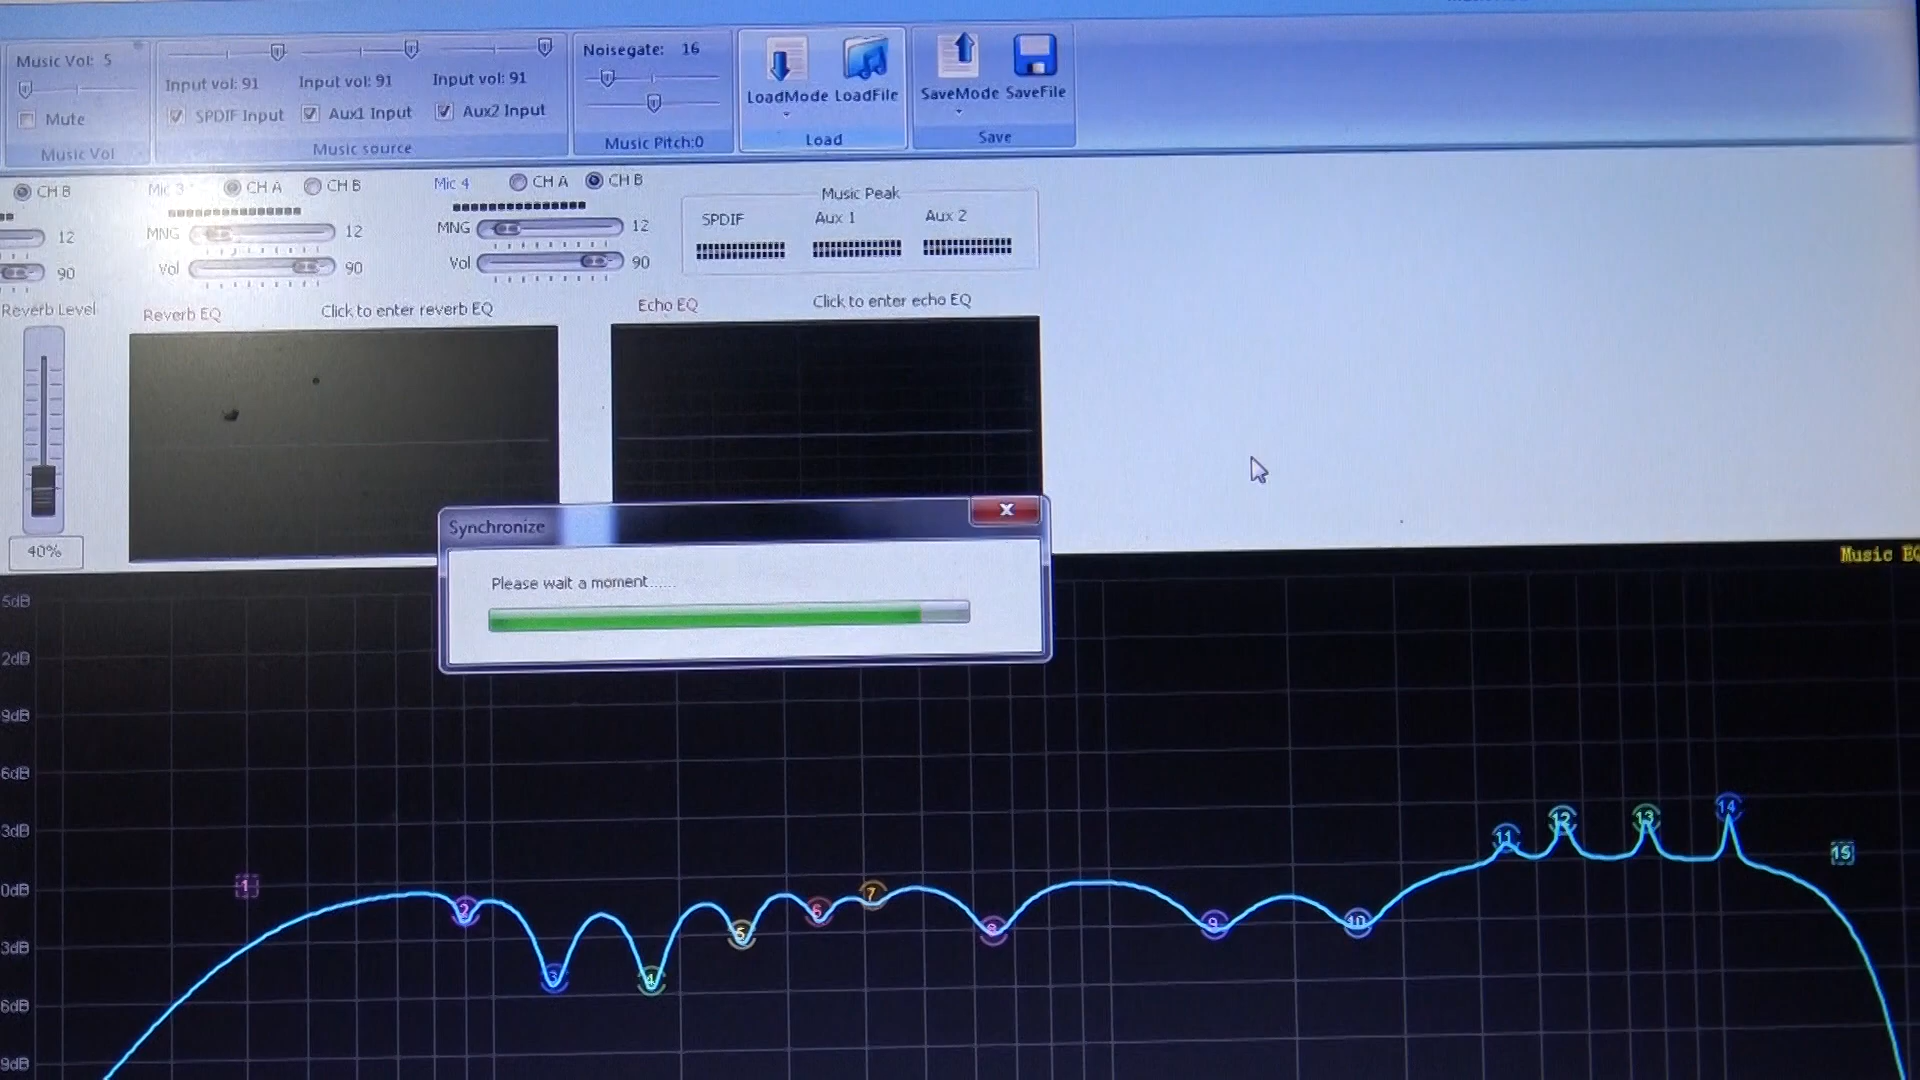 Music Vol: 5
Mute
Music Vol
Input vol: 91
Input vol: 91
Input vol: 91
SPDIF Input
Aux1 Input
Aux2 Input
Music source
Noisegate: 16
Music Pitch:0
LoadMode
LoadFile
Load
SaveMode
SaveFile
Save
CH B
12
90
Mic 3
CH A
CH B
MNG
12
Vol
90
Mic 4
CH A
CH B
MNG
12
Vol
90
Music Peak
SPDIF
Aux 1
Aux 2
Reverb Level
40%
Reverb EQ
Click to enter reverb EQ
Echo EQ
Click to enter echo EQ
Synchronize
x
Please wait a moment......
Music EQ
5dB
2dB
9dB
6dB
3dB
0dB
3dB
6dB
9dB
1
2
3
4
5
6
7
8
9
10
11
12
13
14
15